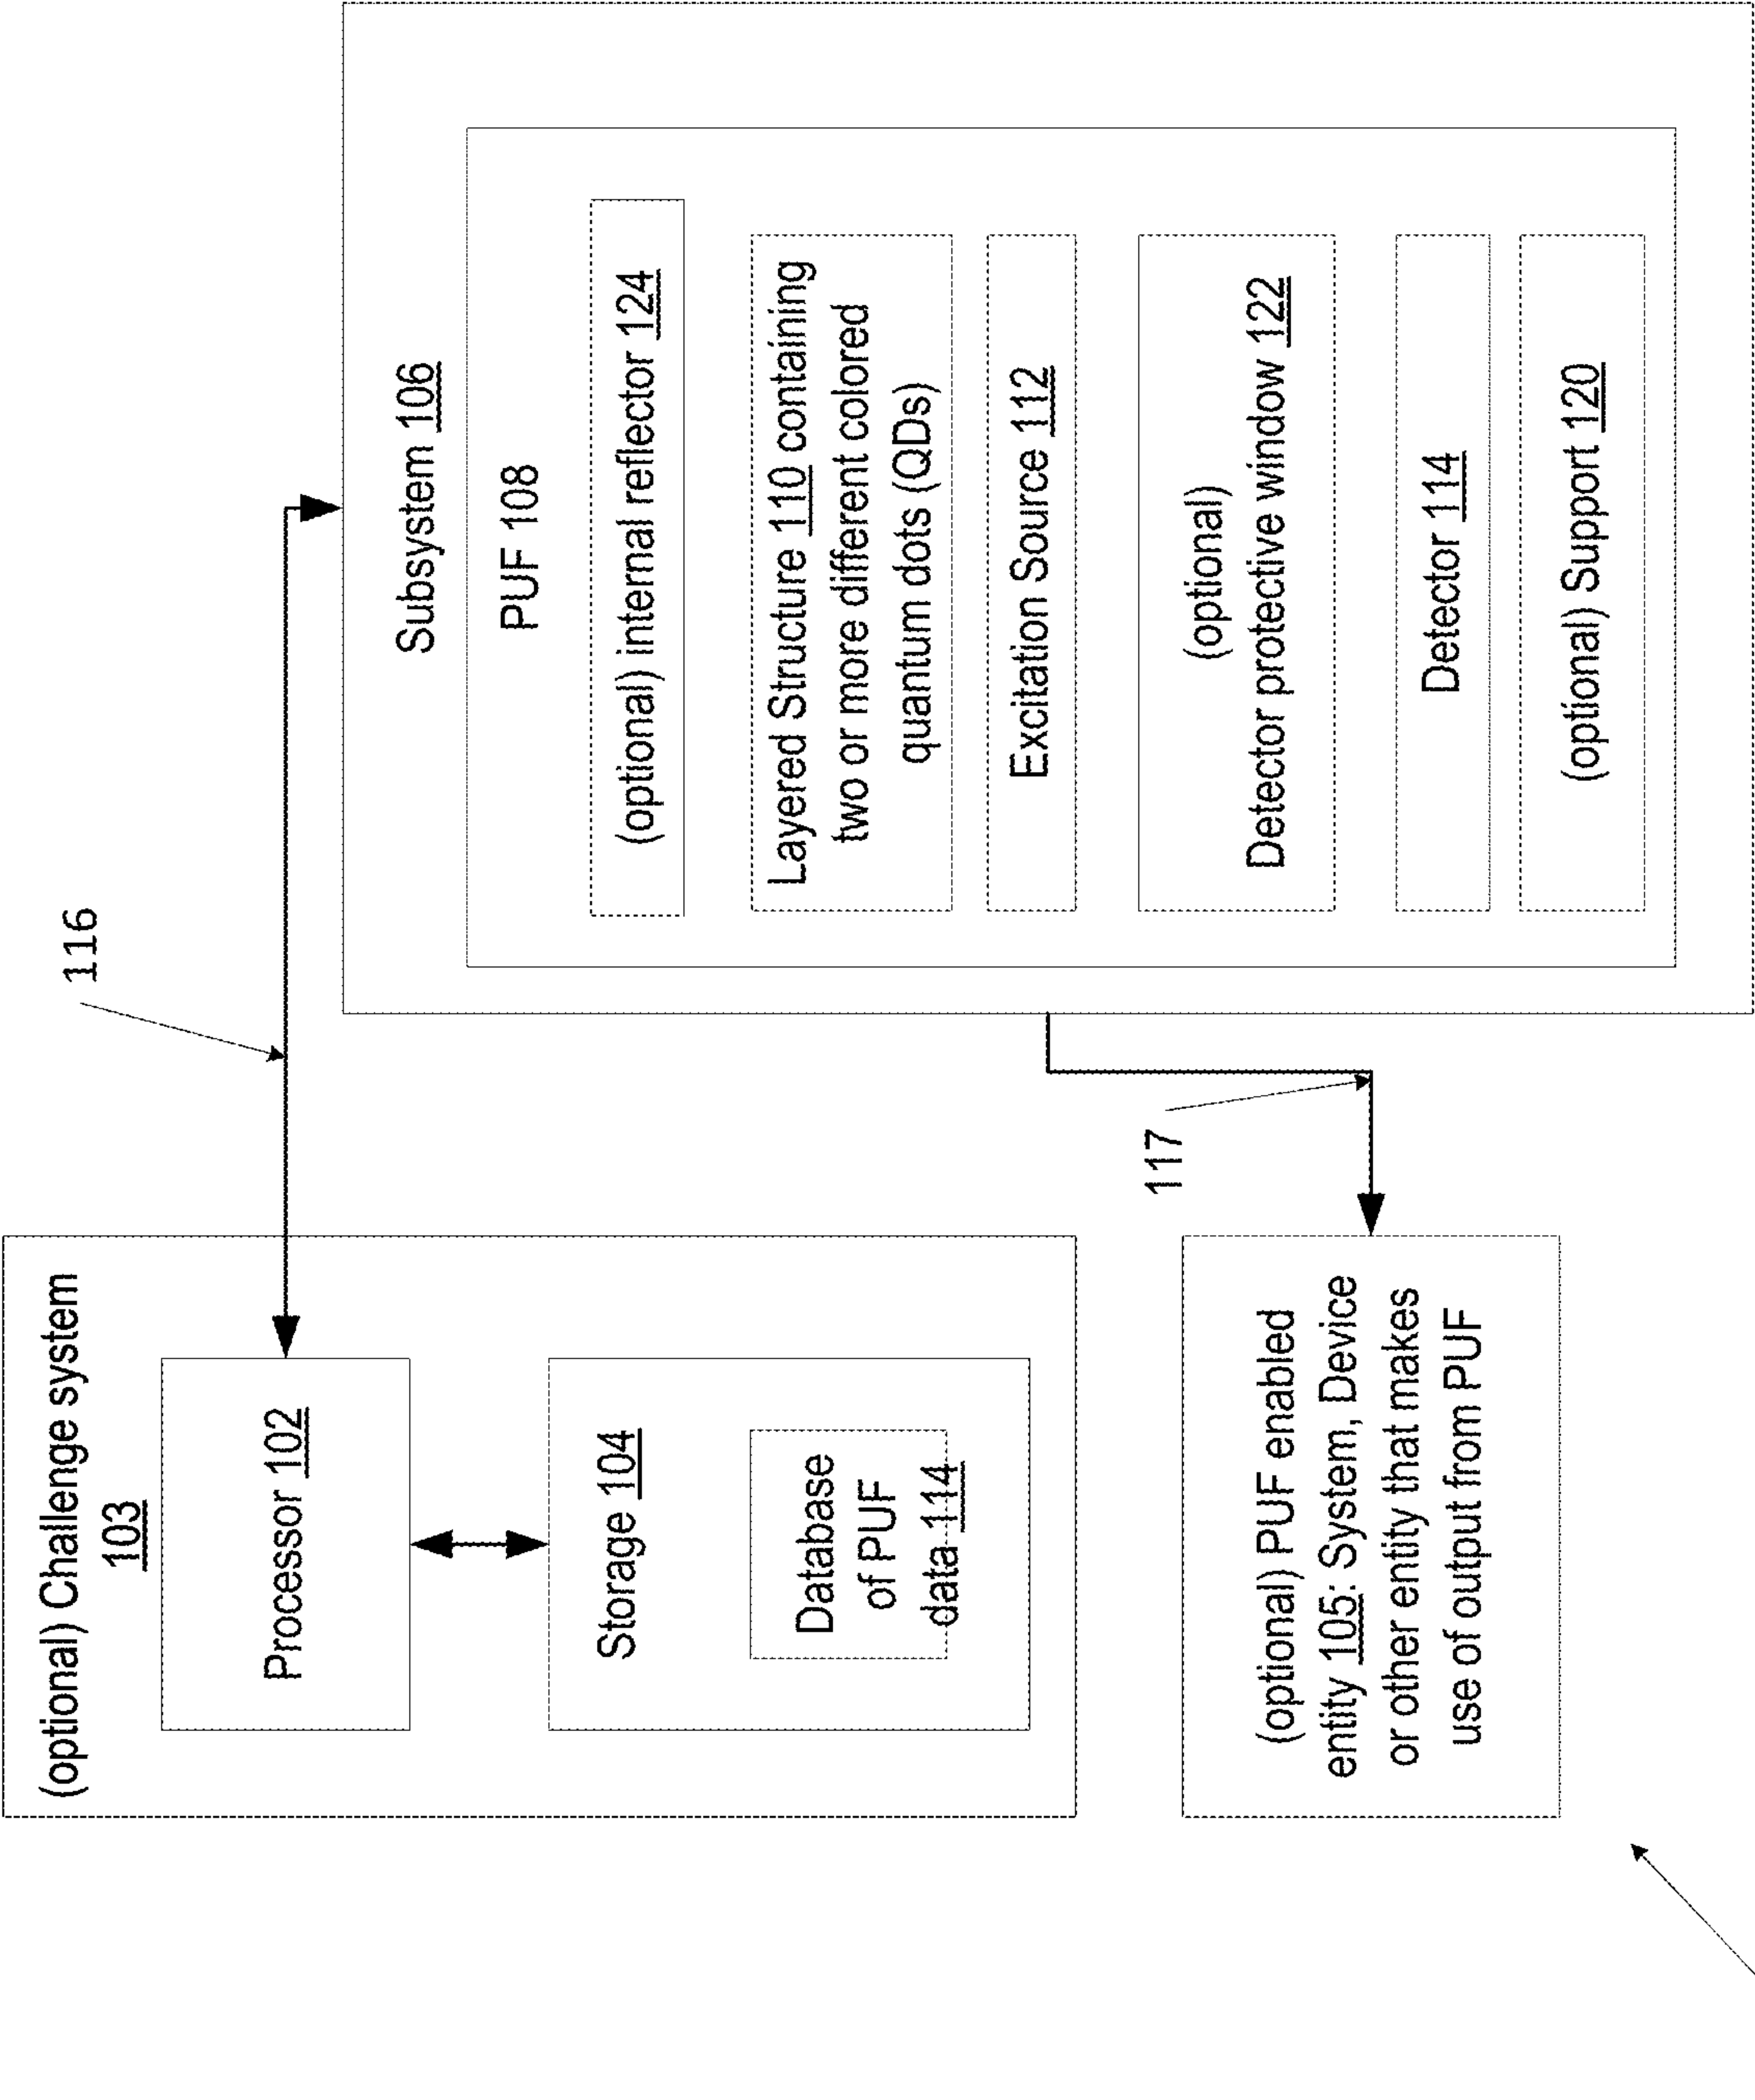 (optional) Challenge system
103
Processor 102
Storage 104
Database
of PUF
data 114
116
Subsystem 106
PUF 108
(optional) internal reflector 124
Layered Structure 110 containing
two or more different colored
quantum dots (QDs)
Excitation Source 112
(optional)
Detector protective window 122
Detector 114
(optional) Support 120
117
(optional) PUF enabled
entity 105: System, Device
or other entity that makes
use of output from PUF